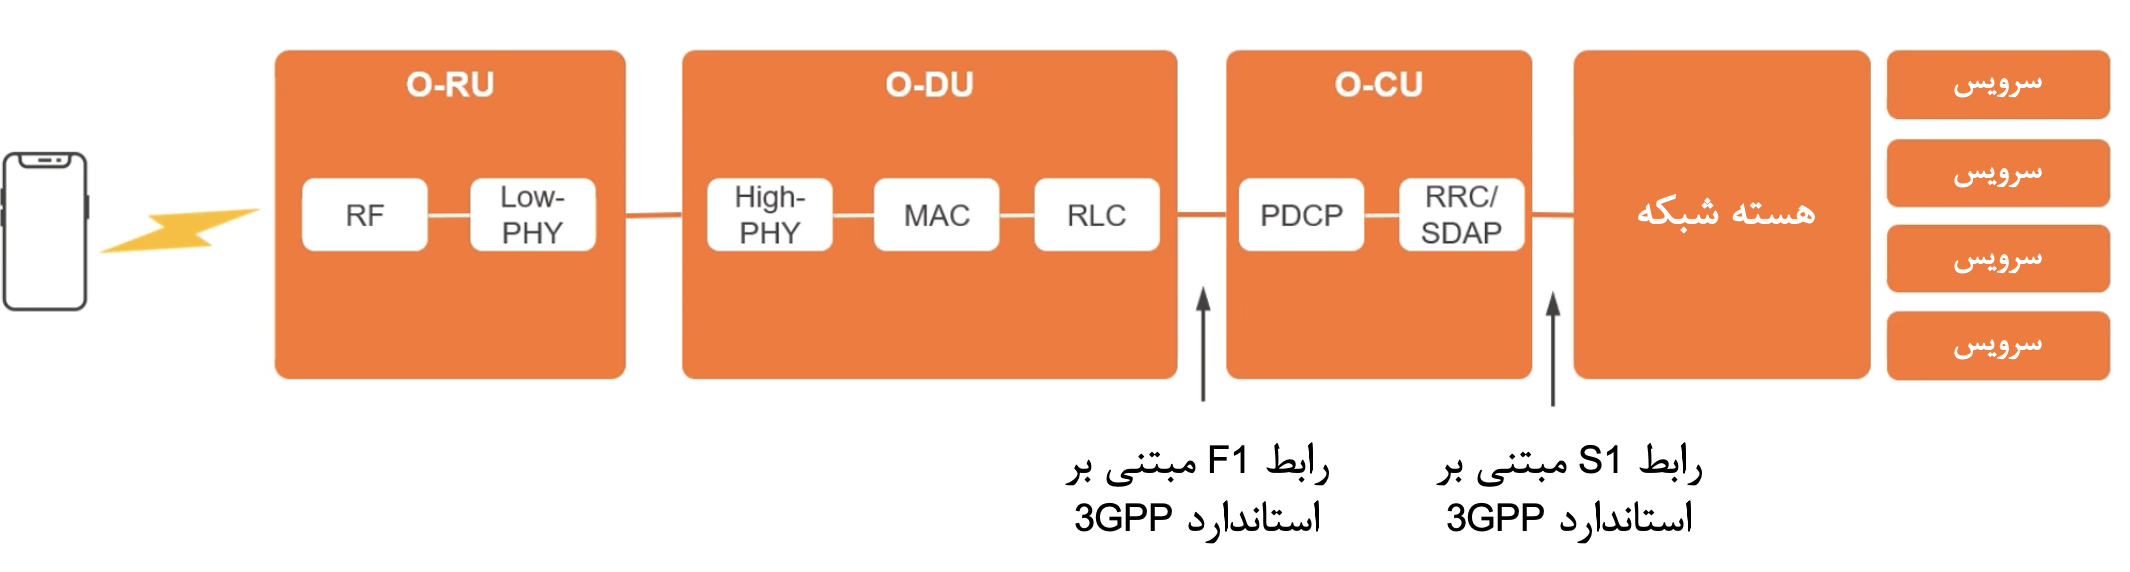 O-RU
RF
Low-
PHY
O-DU
High-
PHY
MAC
RLC
O-CU
PDCP
RRC/
SDAP
هسته شبکه
سرویس
سرویس
سرویس
سرویس
رابط F1 مبتنی بر
استاندارد 3GPP
رابط S1 مبتنی بر
استاندارد 3GPP